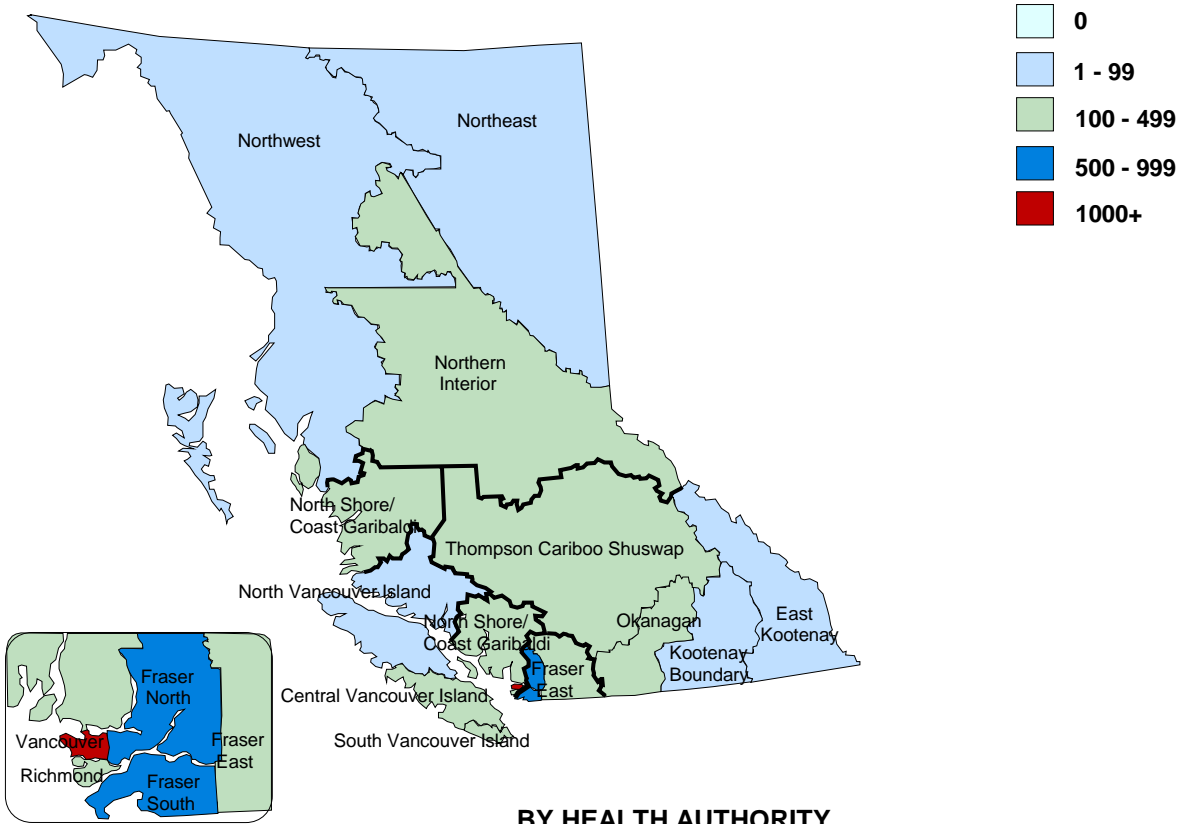 0
1 - 99
100 - 499
500 - 999
1000+
Northwest
Northeast
Northern
Interior
North Shore/
Coast Garibaldi
Thompson Cariboo Shuswap
North Vancouver Island
North Shore/
Coast Garibaldi
Okanagan
East
Kootenay
Kootenay
Boundary
Fraser
East
Central Vancouver Island
South Vancouver Island
Fraser
North
Vancouver
Fraser
East
Richmond
Fraser
South
BY HEALTH AUTHORITY